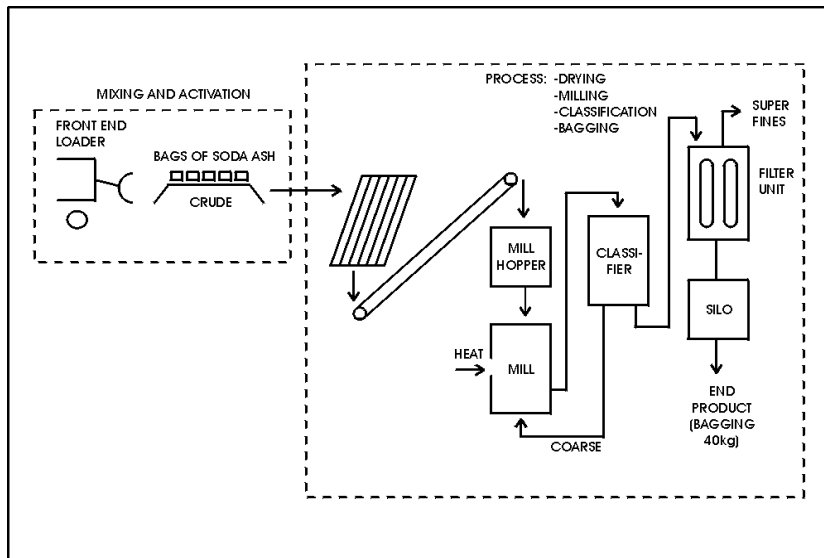 MIXING AND ACTIVATION
FRONT END
LOADER
BAGS OF SODA ASH
CRUDE
PROCESS: -DRYING
-MILLING
-CLASSIFICATION
-BAGGING
MILL
HOPPER
HEAT
MILL
COARSE
CLASSI-
FIER
SUPER
FINES
FILTER
UNIT
SILO
END
PRODUCT
(BAGGING
40kg)